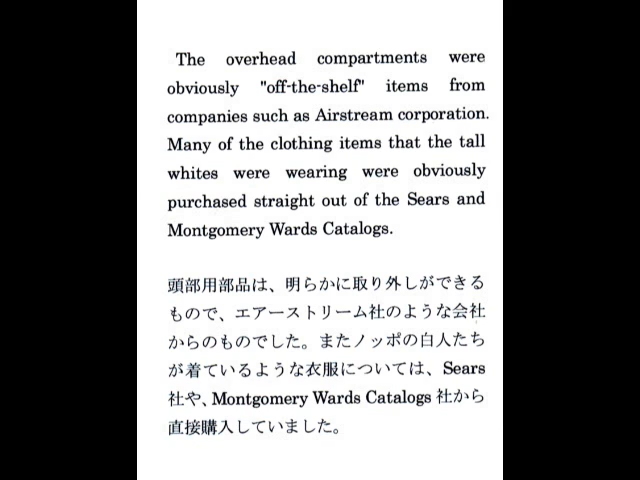 The overhead compartments were
obviously "off-the-shelf" items from
companies such as Airstream corporation.
Many of the clothing items that the tall
whites were wearing were obviously
purchased straight out of the Sears and
Montgomery Wards Catalogs.
頭部用部品は、明らかに取り外しができる
もので、エアーストリーム社のような会社
からのものでした。またノッポの白人たち
が着ているような衣服については、Sears
社や、Montgomery Wards Catalogs 社から
直接購入していました。